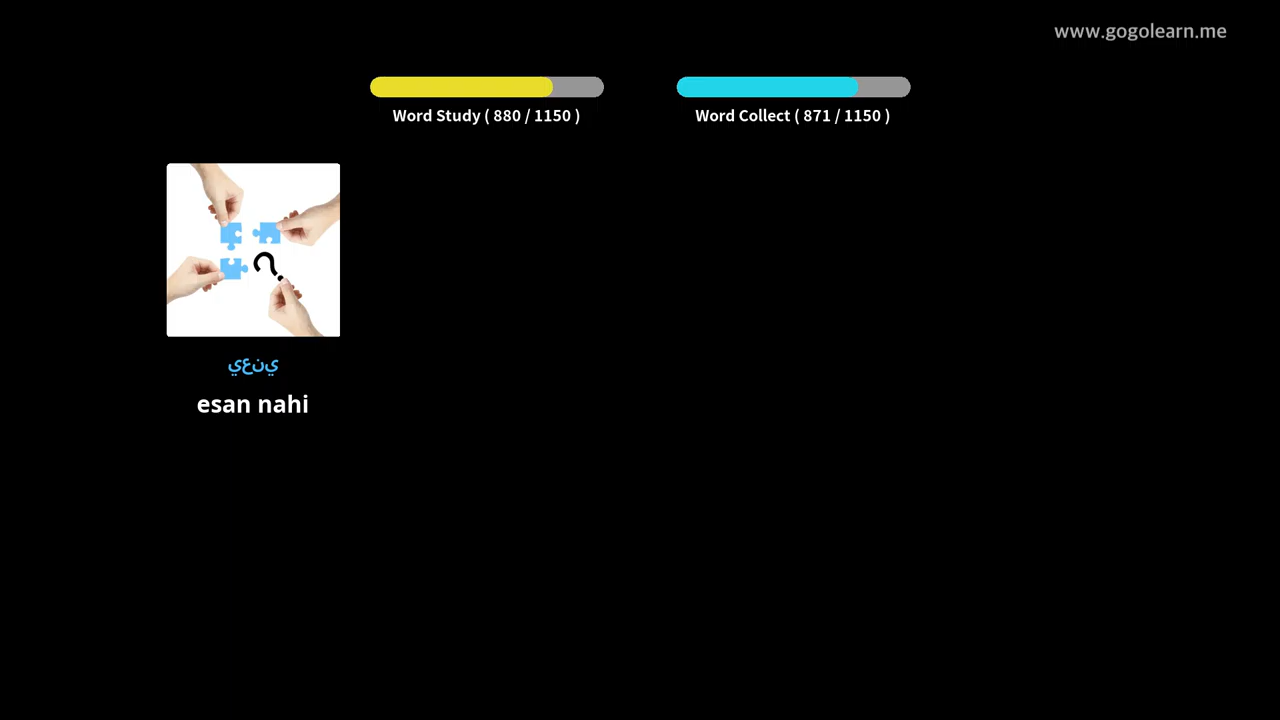 www.gogolearn.me
Word Study ( 880 / 1150 )
Word Collect ( 871 / 1150 )
يعني
esan nahi